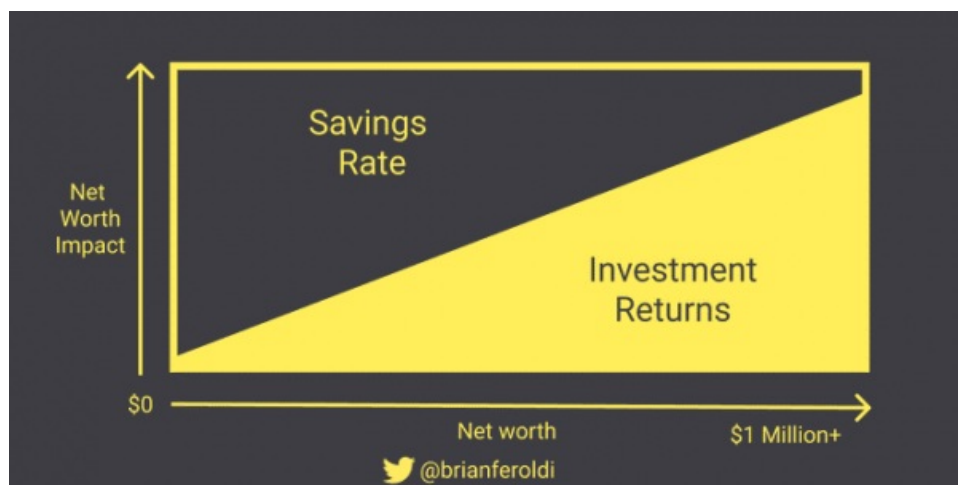 Savings
Rate
Net
Worth
Impact
Investment
Returns
$0
Net worth
$1 Million+
@brianferoldi